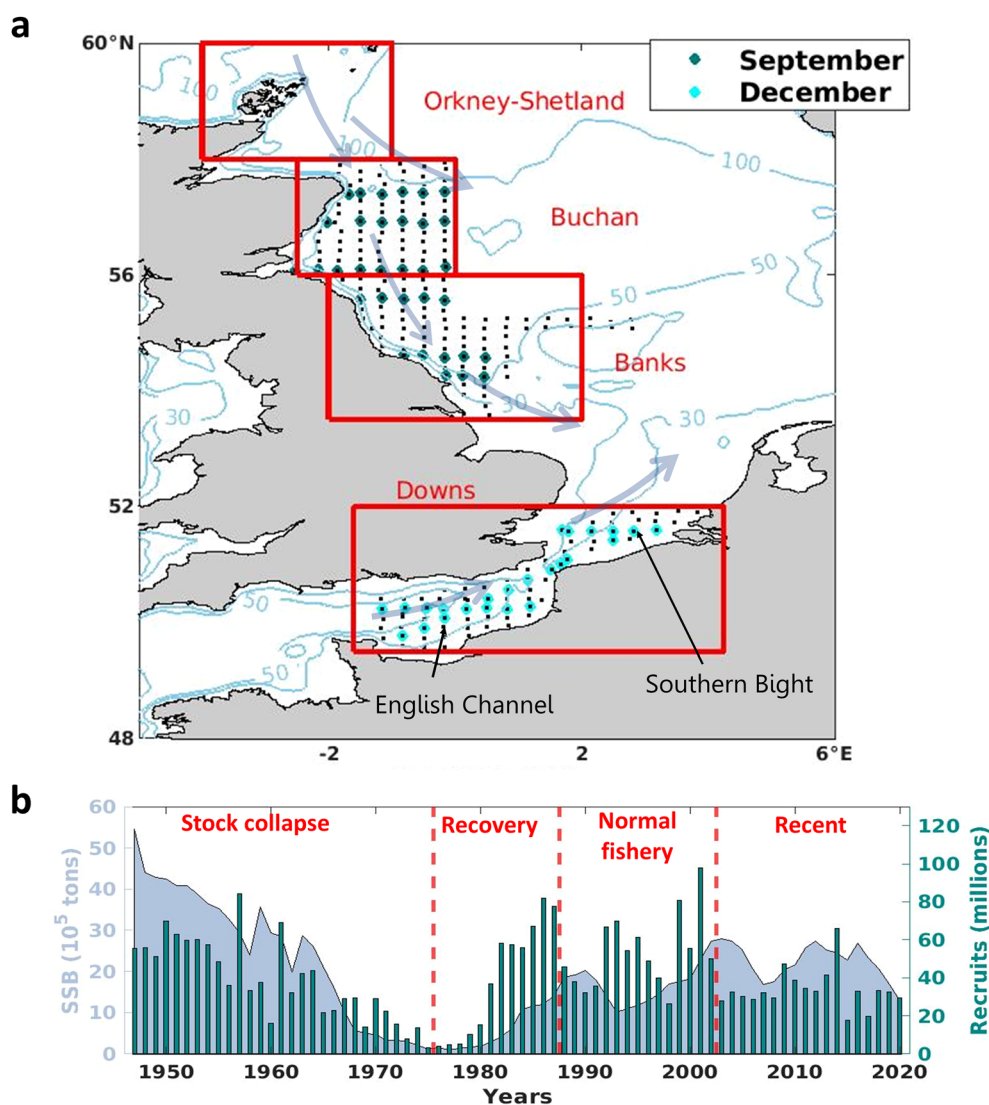 a
60°N
September
December
100
Orkney-Shetland
100
100
Buchan
56
50
50
Banks
30
30
30
Downs
52
50
50
Southern Bight
English Channel
48
-2
2
6°E
b
60
50
40
30
20
10
0
SSB (10⁵ tons)
Stock collapse
Recovery
Normal
fishery
Recent
120
100
80
60
40
20
0
Recruits (millions)
1950
1960
1970
1980
1990
2000
2010
2020
Years